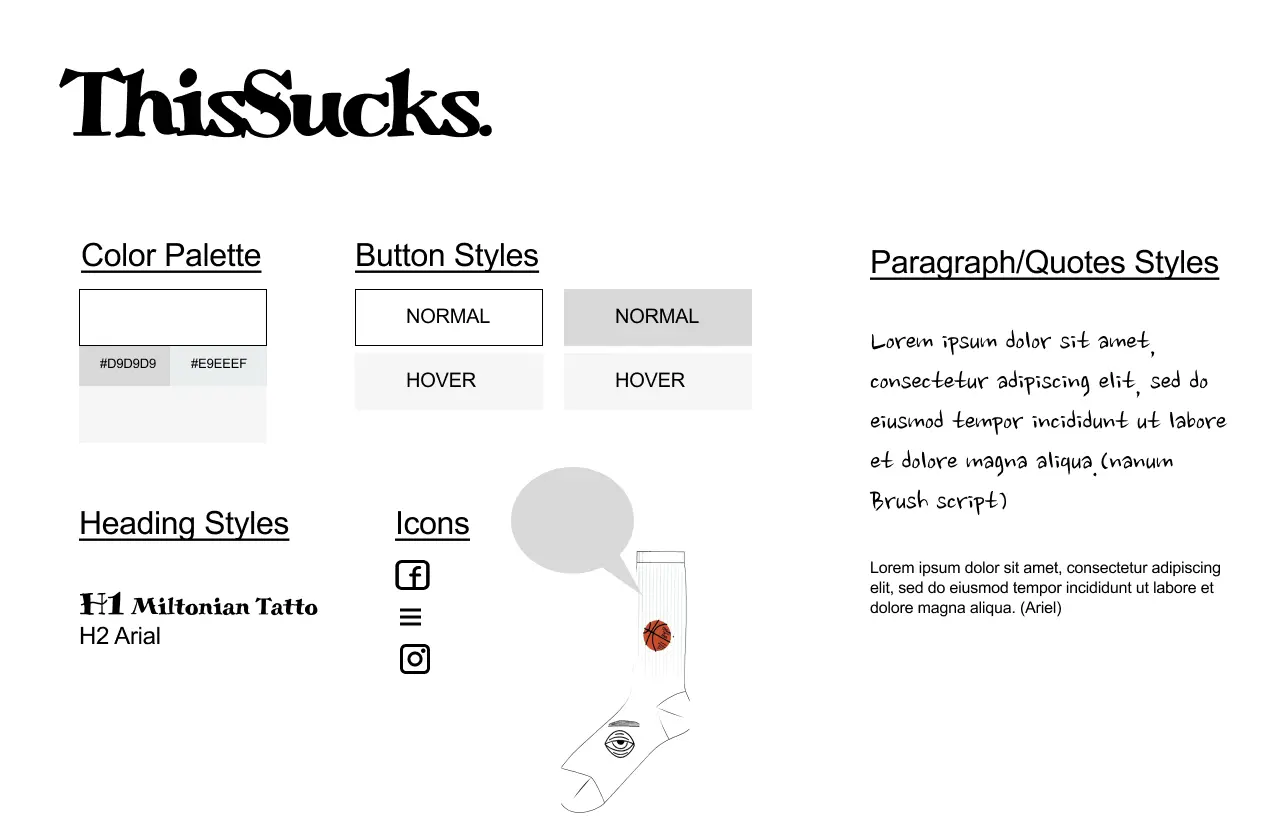 ThisSucks.
Color Palette
#D9D9D9 #E9EEEF
Button Styles
NORMAL NORMAL
HOVER HOVER
Paragraph/Quotes Styles
Lorem ipsum dolor sit amet,
consectetur adipiscing elit, sed do
eiusmod tempor incididunt ut labore
et dolore magna aliqua.(nanum
Brush script)
Lorem ipsum dolor sit amet, consectetur adipiscing
elit, sed do eiusmod tempor incididunt ut labore et
dolore magna aliqua. (Ariel)
Heading Styles
H1 Miltonian Tatto
H2 Arial
Icons